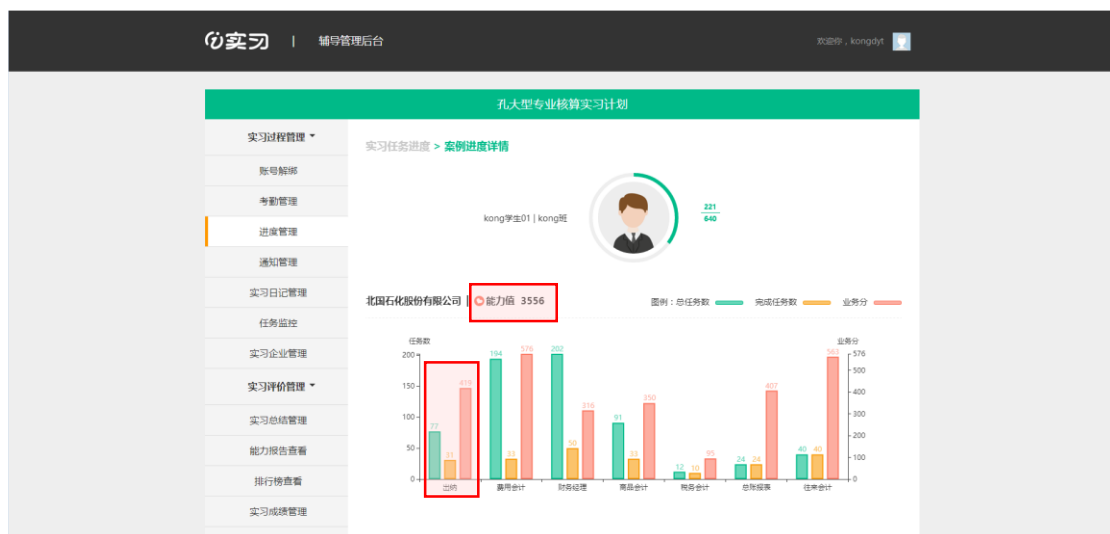 i实习 | 辅导管理后台
欢迎你，kongdyt
孔大型专业核算实习计划
实习过程管理
账号解绑
考勤管理
进度管理
通知管理
实习日记管理
任务监控
实习企业管理
实习评价管理
实习总结管理
能力报告查看
排行榜查看
实习成绩管理
实习任务进度 > 案例进度详情
kong学生01 | kong班
221
640
北国石化股份有限公司 | 能力值 3556
图例：总任务数 完成任务数 业务分
任务数
业务分
200
150
100
50
0
576
500
400
300
200
100
0
77 31 419
194 33 576
202 50 316
91 33 350
12 10 95
24 24 407
40 40 563
出纳 费用会计 财务经理 商品会计 税务会计 总账报表 往来会计